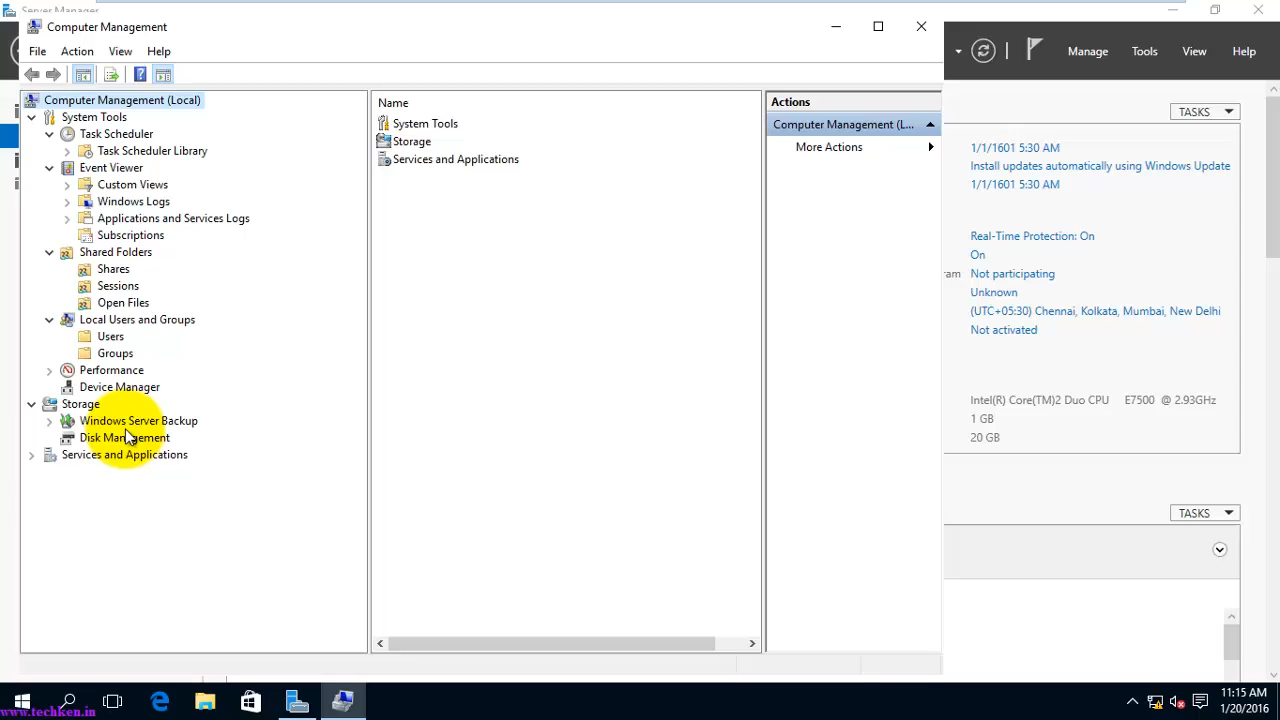 Server Manager
Computer Management
File Action View Help
Manage Tools View Help
Computer Management (Local)
System Tools
Task Scheduler
Task Scheduler Library
Event Viewer
Custom Views
Windows Logs
Applications and Services Logs
Subscriptions
Shared Folders
Shares
Sessions
Open Files
Local Users and Groups
Users
Groups
Performance
Device Manager
Storage
Windows Server Backup
Disk Management
Services and Applications
Name
System Tools
Storage
Services and Applications
Actions
Computer Management (L...
More Actions
TASKS
1/1/1601 5:30 AM
Install updates automatically using Windows Update
1/1/1601 5:30 AM
Real-Time Protection: On
On
ram Not participating
Unknown
(UTC+05:30) Chennai, Kolkata, Mumbai, New Delhi
Not activated
Intel(R) Core(TM)2 Duo CPU E7500 @ 2.93GHz
1 GB
20 GB
TASKS
11:15 AM
1/20/2016
www.techken.in